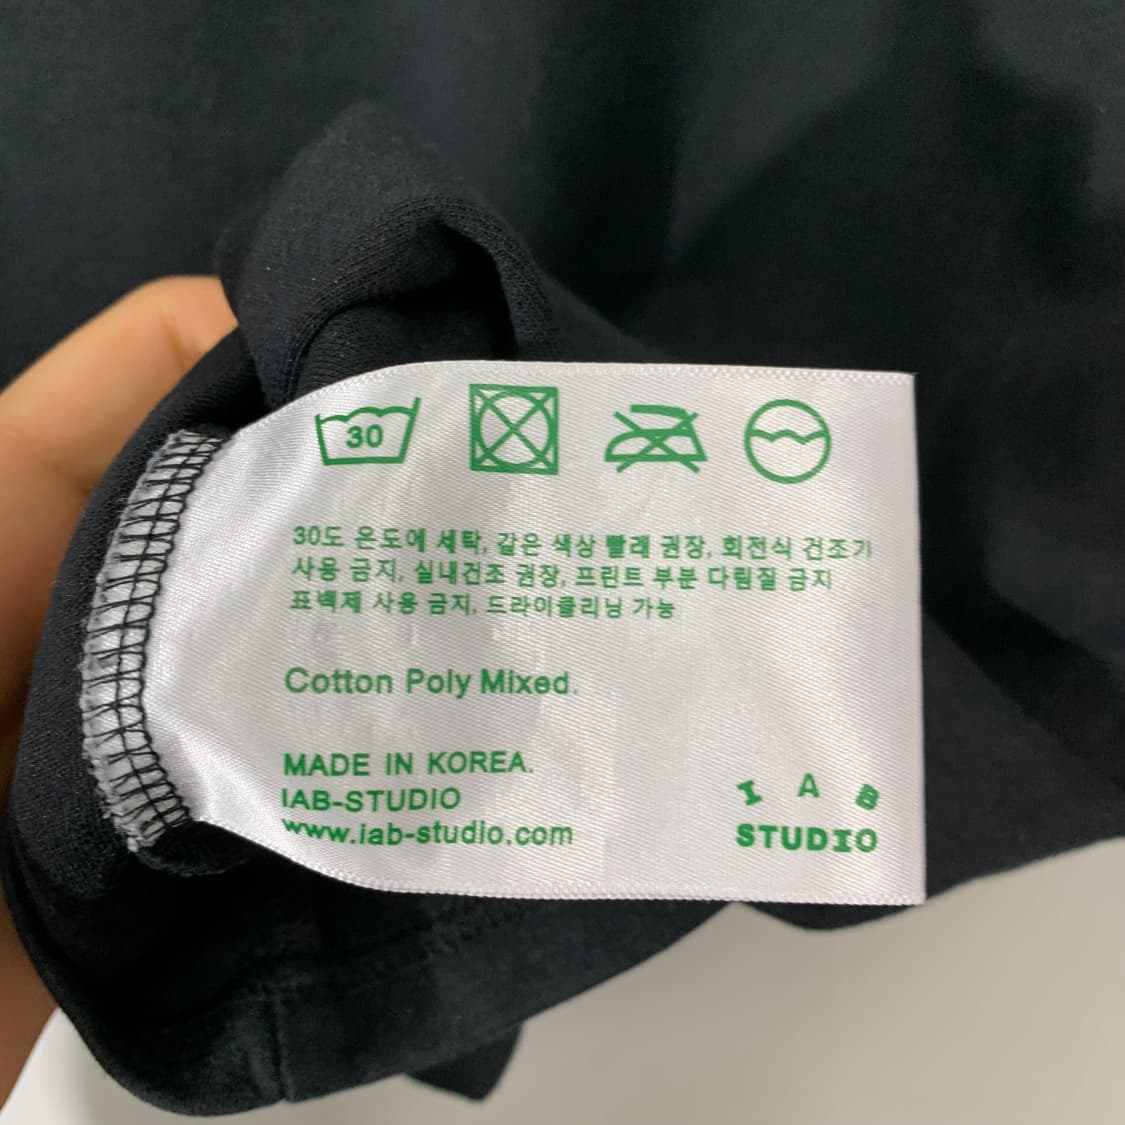 30
30도 온도에 세탁, 같은 색상 빨래 권장, 회전식 건조기
사용 금지, 실내건조 권장, 프린트 부분 다림질 금지
표백제 사용 금지, 드라이클리닝 가능
Cotton Poly Mixed.
MADE IN KOREA.
IAB-STUDIO
www.iab-studio.com
I A B
STUDIO